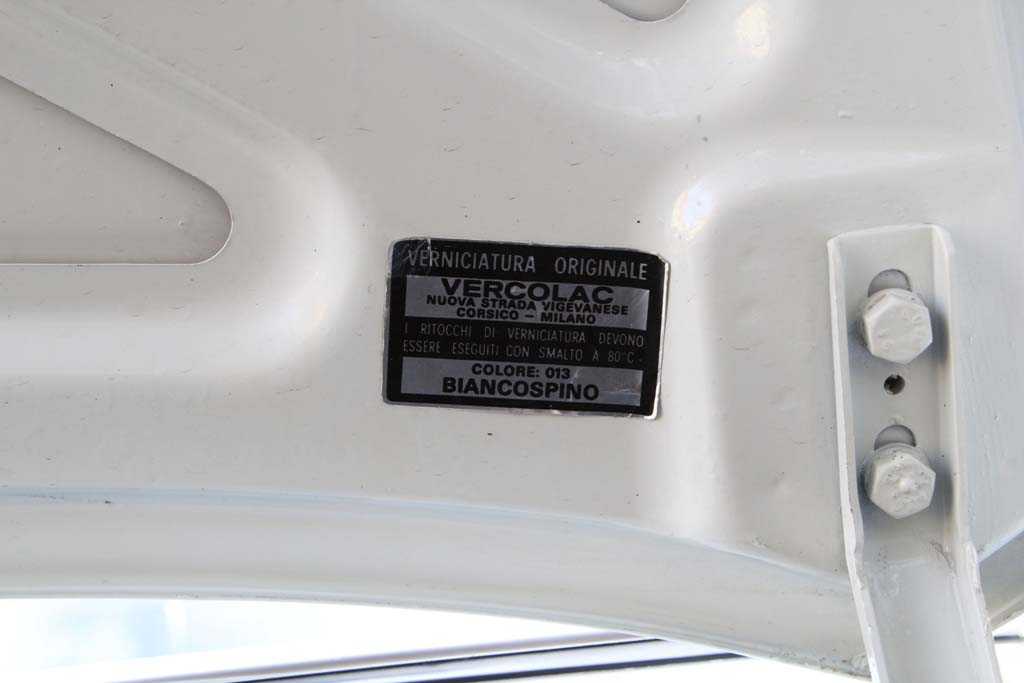 VERNICIATURA ORIGINALE
VERCOLAC
NUOVA STRADA VIGEVANESE
CORSICO – MILANO
I RITOCCHI DI VERNICIATURA DEVONO
ESSERE ESEGUITI CON SMALTO A 80°C
COLORE: 013
BIANCOSPINO